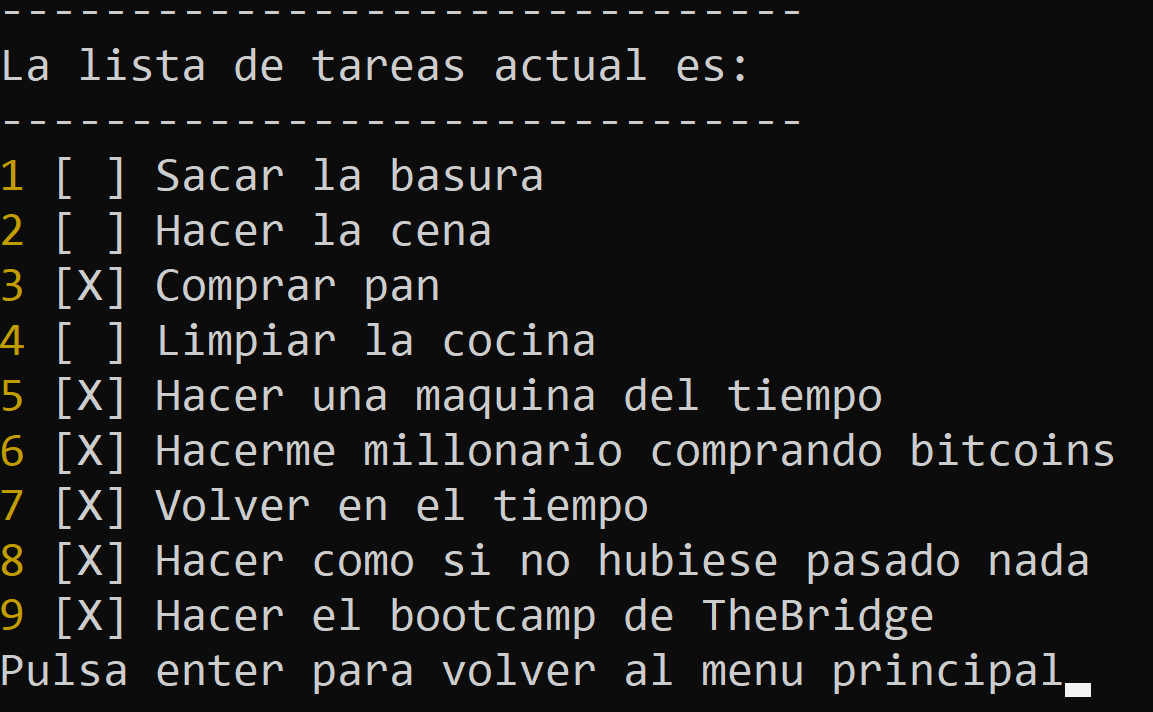 -------------------------------
La lista de tareas actual es:
-------------------------------
1 [ ] Sacar la basura
2 [ ] Hacer la cena
3 [X] Comprar pan
4 [ ] Limpiar la cocina
5 [X] Hacer una maquina del tiempo
6 [X] Hacerme millonario comprando bitcoins
7 [X] Volver en el tiempo
8 [X] Hacer como si no hubiese pasado nada
9 [X] Hacer el bootcamp de TheBridge
Pulsa enter para volver al menu principal